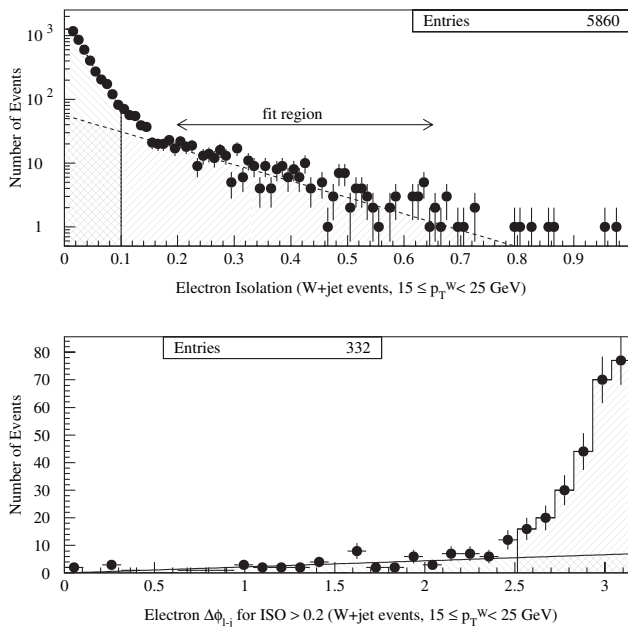 Entries 5860
10³
10²
10
1
Number of Events
fit region
0 0.1 0.2 0.3 0.4 0.5 0.6 0.7 0.8 0.9
Electron Isolation (W+jet events, 15 ≤ pTᵂ < 25 GeV)
Entries 332
80
70
60
50
40
30
20
10
0
Number of Events
0 0.5 1 1.5 2 2.5 3
Electron Δϕl-j for ISO > 0.2 (W+jet events, 15 ≤ pTᵂ < 25 GeV)